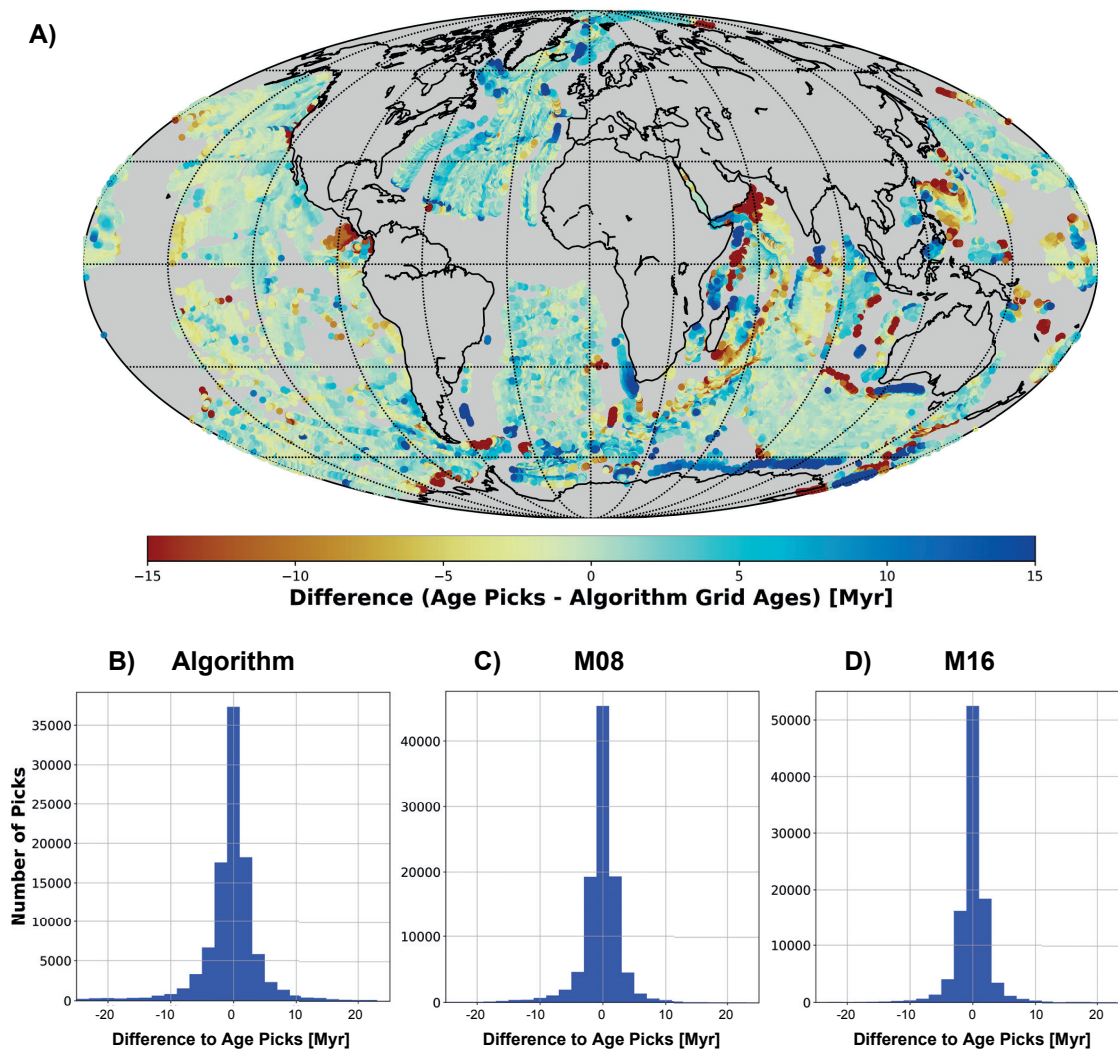 A)
−15 −10 −5 0 5 10 15
Difference (Age Picks - Algorithm Grid Ages) [Myr]
B) Algorithm
C) M08
D) M16
Number of Picks
35000
30000
25000
20000
15000
10000
5000
0
-20 -10 0 10 20
Difference to Age Picks [Myr]
40000
30000
20000
10000
0
-20 -10 0 10 20
Difference to Age Picks [Myr]
50000
40000
30000
20000
10000
0
-20 -10 0 10 20
Difference to Age Picks [Myr]